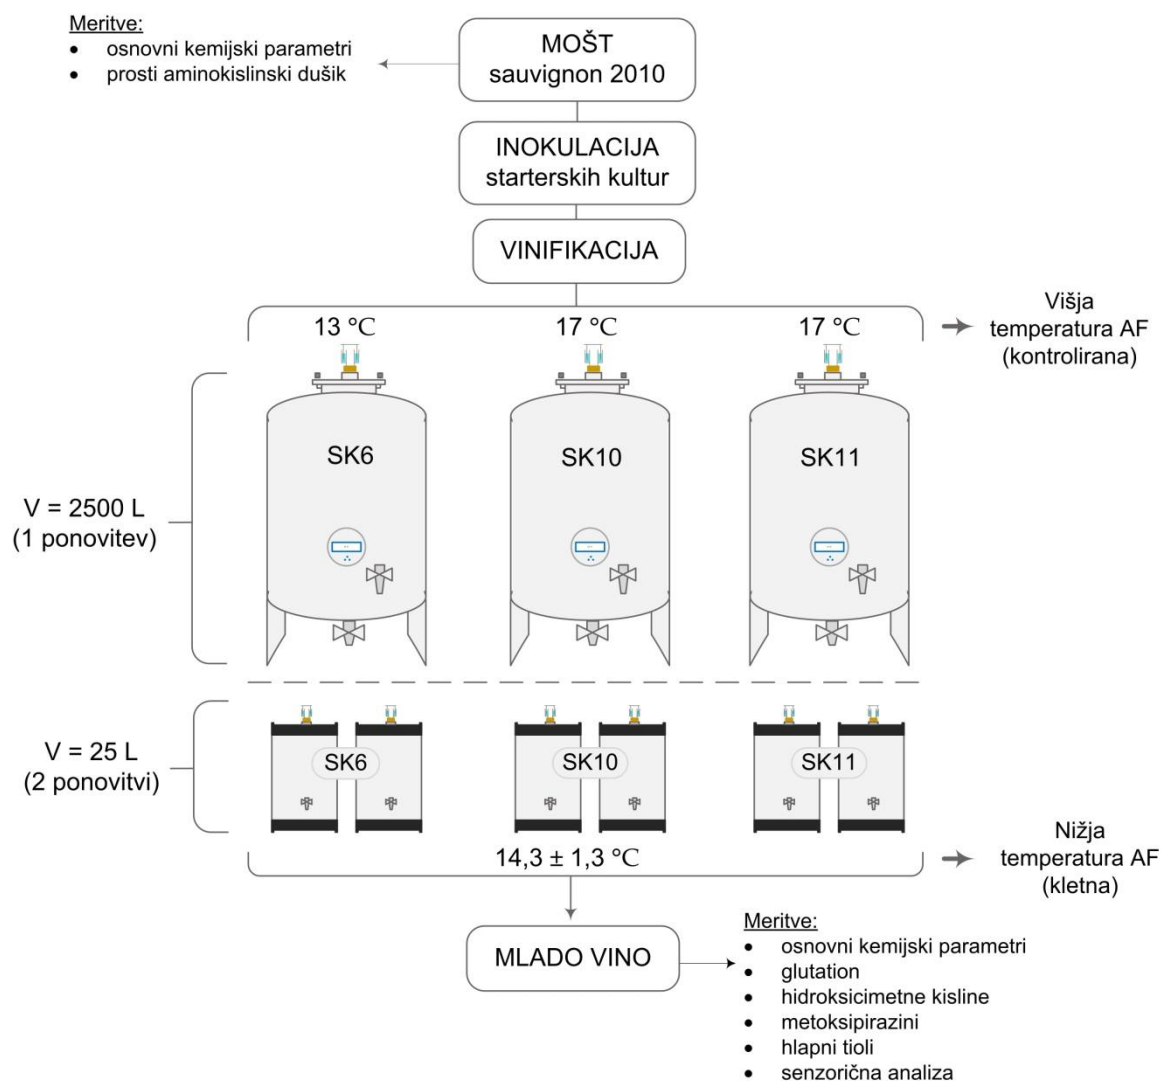 Meritve:
• osnovni kemijski parametri
• prosti aminokislinski dušik
MOŠT
sauvignon 2010
INOKULACIJA
starterskih kultur
VINIFIKACIJA
13 °C
17 °C
17 °C
Višja
temperatura AF
(kontrolirana)
V = 2500 L
(1 ponovitev)
SK6
SK10
SK11
V = 25 L
(2 ponovitvi)
SK6
SK10
SK11
14,3 ± 1,3 °C
Nižja
temperatura AF
(kletna)
MLADO VINO
Meritve:
• osnovni kemijski parametri
• glutation
• hidroksicimetne kisline
• metoksipirazini
• hlapni tioli
• senzorična analiza